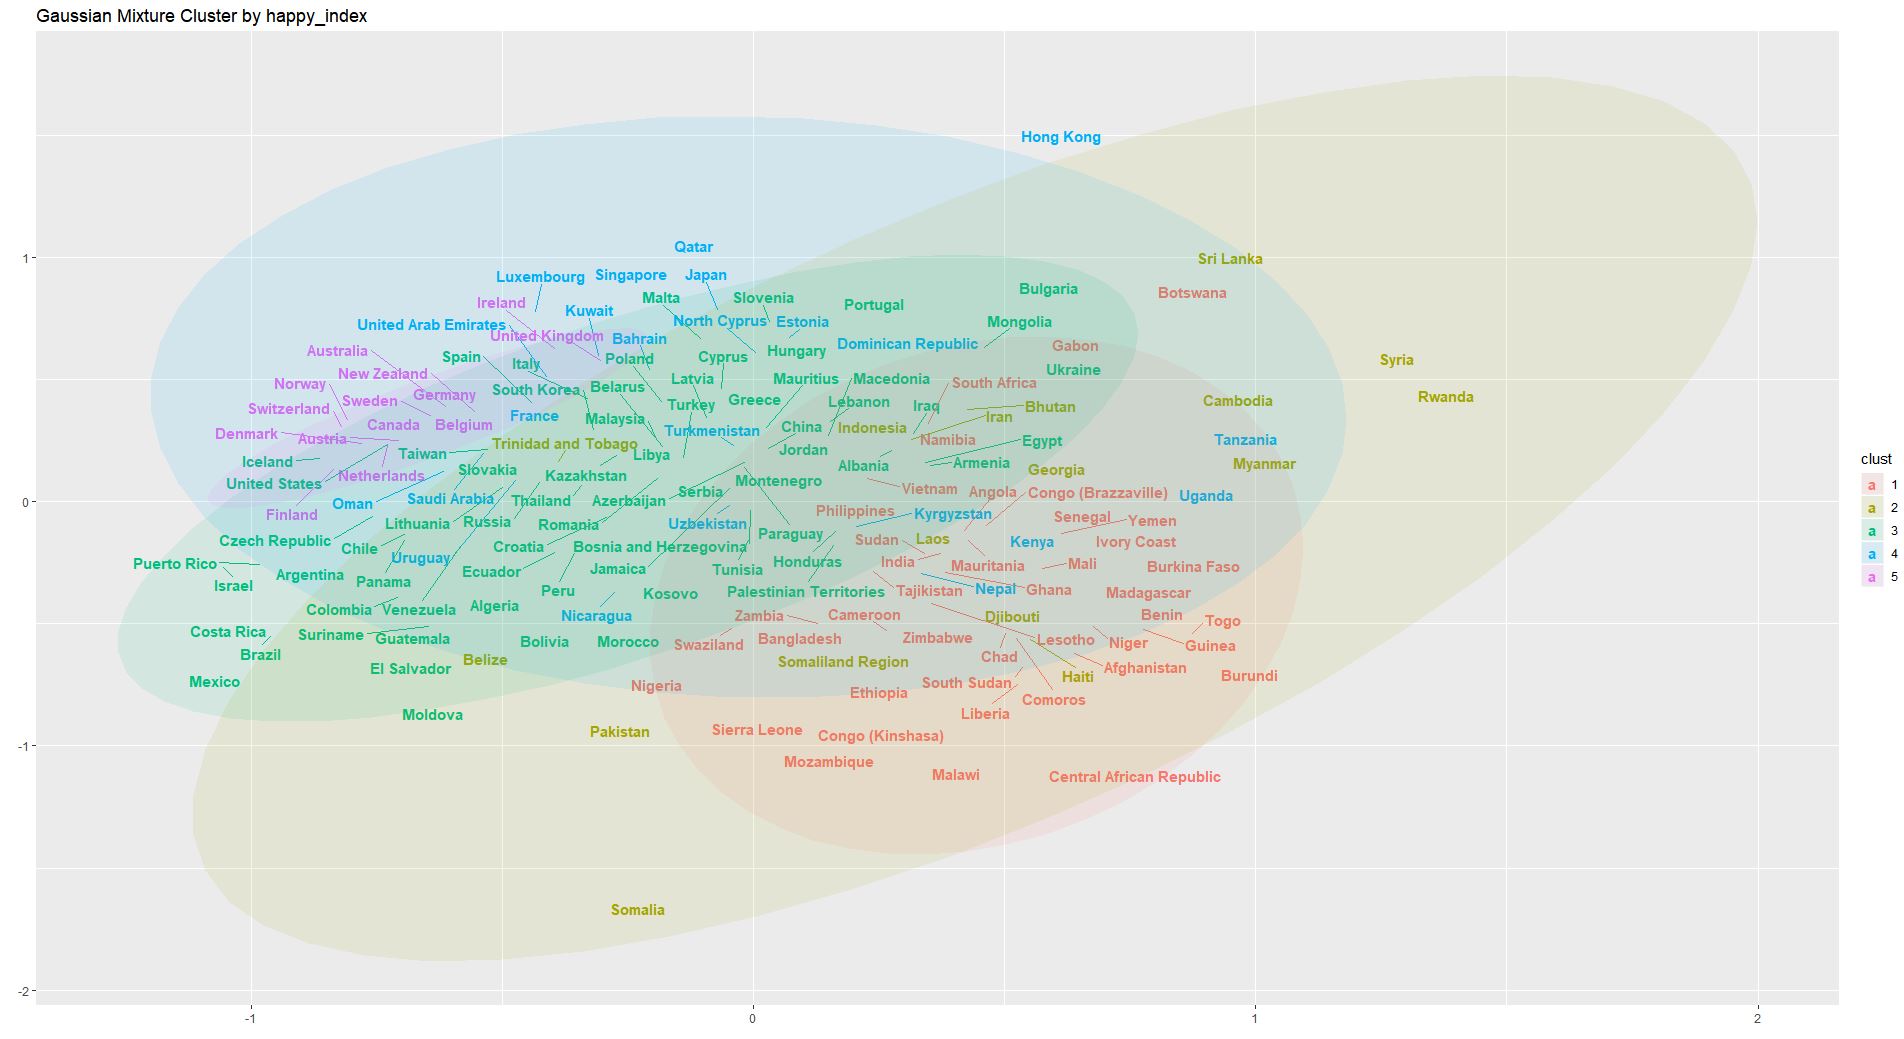 Gaussian Mixture Cluster by happy_index
Hong Kong
Qatar
1
Sri Lanka
Luxembourg
Singapore
Japan
Bulgaria
Botswana
Ireland
Malta
Slovenia
Portugal
Kuwait
United Arab Emirates
North Cyprus
Estonia
Mongolia
United Kingdom
Bahrain
Dominican Republic
Gabon
Australia
Spain
Poland
Cyprus
Hungary
Syria
Italy
Ukraine
New Zealand
Norway
Germany
South Korea
Belarus
Latvia
Mauritius
Macedonia
South Africa
Rwanda
Switzerland
Sweden
France
Malaysia
Turkey
Greece
Lebanon
Iraq
Bhutan
Cambodia
Denmark
Austria
Canada
Belgium
Turkmenistan
China
Indonesia
Iran
Tanzania
Trinidad and Tobago
Namibia
Egypt
Iceland
Taiwan
Libya
Jordan
clust
Slovakia
Albania
Armenia
Georgia
Myanmar
United States
Netherlands
Kazakhstan
Montenegro
a 1
Oman
Saudi Arabia
Thailand
Azerbaijan
Serbia
Vietnam
Angola
Congo (Brazzaville)
Uganda
a 2
0
Finland
Lithuania
Russia
Romania
Uzbekistan
Philippines
Kyrgyzstan
Senegal
Yemen
a 3
Czech Republic
Chile
Croatia
Bosnia and Herzegovina
Paraguay
Sudan
Laos
Kenya
Ivory Coast
a 4
Puerto Rico
Uruguay
Honduras
India
Mauritania
Mali
Burkina Faso
a 5
Israel
Argentina
Panama
Ecuador
Peru
Jamaica
Tunisia
Palestinian Territories
Tajikistan
Nepal
Ghana
Madagascar
Colombia
Venezuela
Algeria
Nicaragua
Kosovo
Zambia
Cameroon
Djibouti
Benin
Togo
Costa Rica
Suriname
Guatemala
Bolivia
Morocco
Swaziland
Bangladesh
Zimbabwe
Lesotho
Niger
Guinea
Brazil
El Salvador
Belize
Somaliland Region
Chad
Afghanistan
Mexico
Nigeria
Ethiopia
South Sudan
Haiti
Burundi
Moldova
Liberia
Comoros
Pakistan
Sierra Leone
Congo (Kinshasa)
-1
Mozambique
Malawi
Central African Republic
Somalia
-2
-1
0
1
2